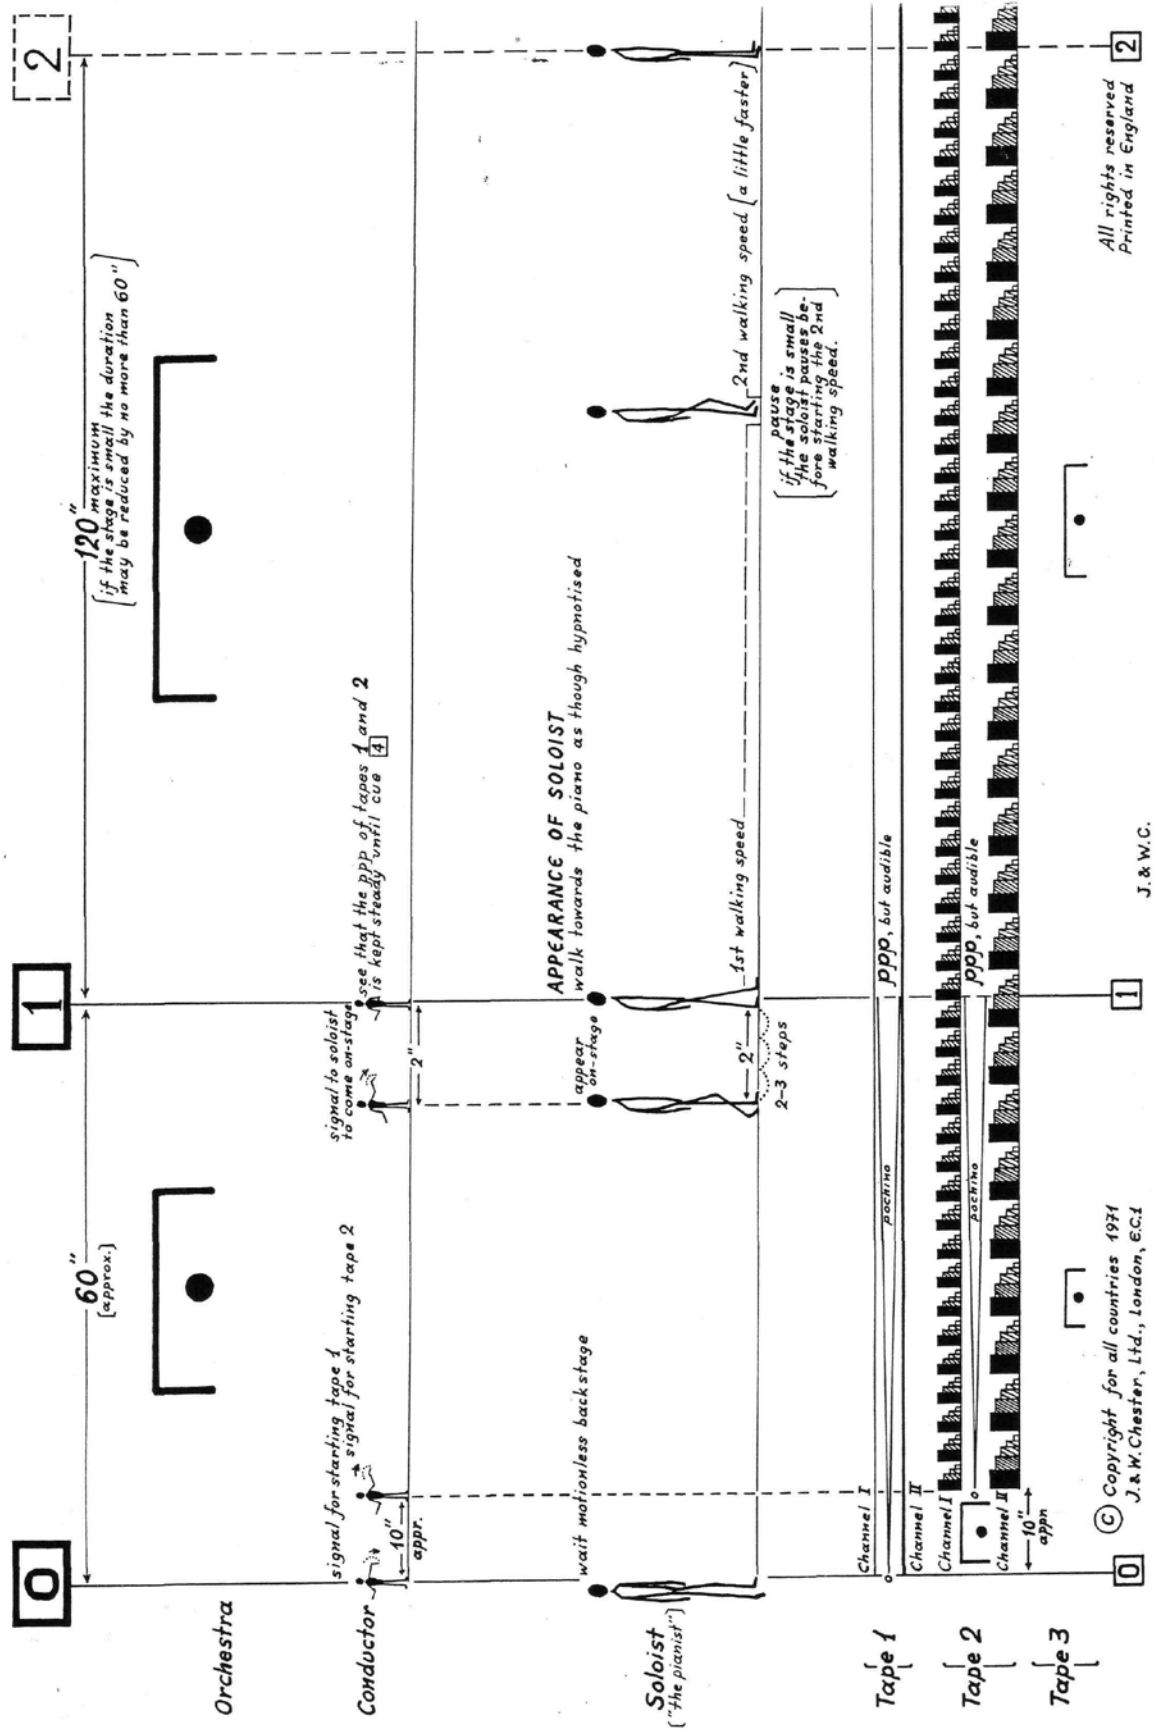 0
1
2
60"
[approx.]
120"
maximum
[if the stage is small the duration
may be reduced by no more than 60"]
Orchestra
Conductor
signal for starting tape 1
signal for starting tape 2
10"
appr.
signal to soloist
to come on-stage
2"
see that the ppp of tapes 1 and 2
is kept steady until cue 4
Soloist
("the pianist")
wait motionless backstage
appear
on-stage
2"
2-3 steps
APPEARANCE OF SOLOIST
walk towards the piano as though hypnotised
1st walking speed
2nd walking speed [a little faster]
pause
[if the stage is small
the soloist pauses be-
fore starting the 2nd
walking speed.]
Tape 1
Channel I
Channel II
pochino
ppp, but audible
Tape 2
Channel I
Channel II
pochino
ppp, but audible
10"
appr
Tape 3
0
1
2
© Copyright for all countries 1971
J. & W. Chester, Ltd., London, E.C.1
J. & W.C.
All rights reserved
Printed in England